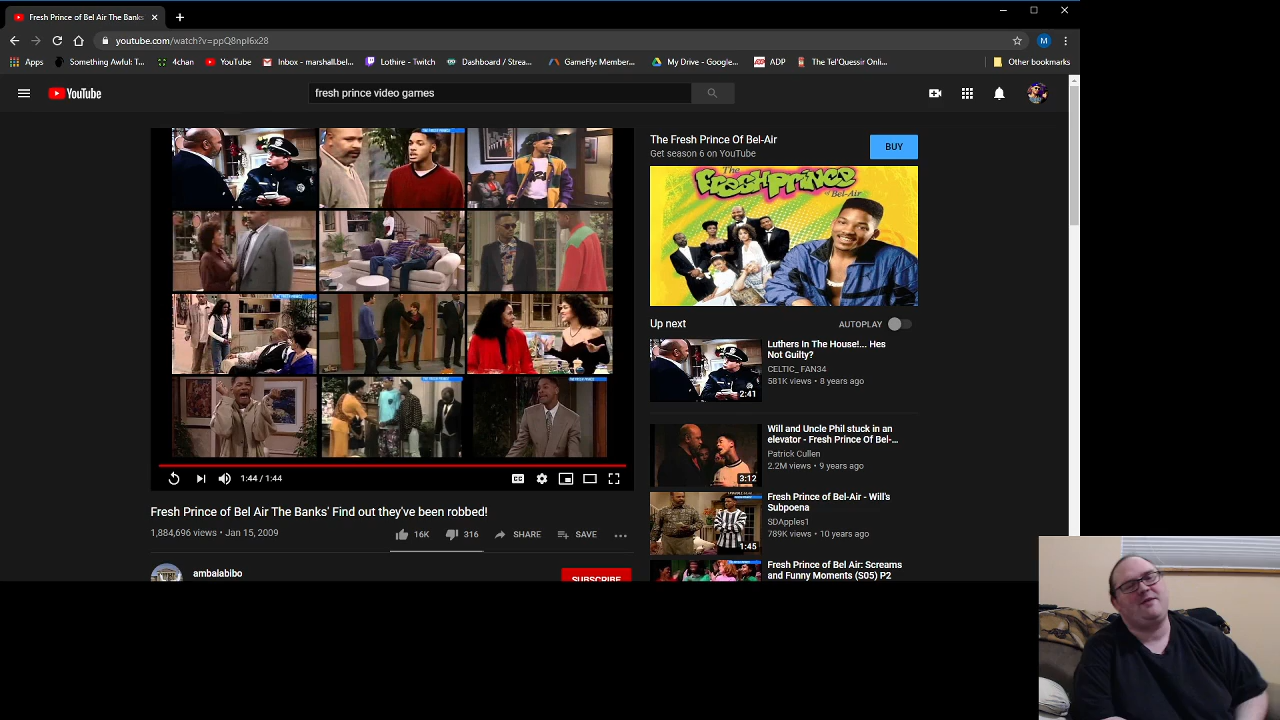 Fresh Prince of Bel Air The Banks
youtube.com/watch?v=ppQ8npI6x28
M
Apps
Something Awful: T...
4chan
YouTube
Inbox - marshall.bel...
Lothire - Twitch
Dashboard / Strea...
GameFly: Member...
My Drive - Google...
ADP
The Tel'Quessir Onli...
Other bookmarks
YouTube
fresh prince video games
The Fresh Prince Of Bel-Air
Get season 6 on YouTube
BUY
The
Fresh Prince
of Bel-Air
Up next
AUTOPLAY
Luthers In The House!... Hes
Not Guilty?
CELTIC_FAN34
581K views • 8 years ago
2:41
Will and Uncle Phil stuck in an
elevator - Fresh Prince Of Bel-...
Patrick Cullen
2.2M views • 9 years ago
3:12
Fresh Prince of Bel-Air - Will's
Subpoena
SDApples1
789K views • 10 years ago
1:45
Fresh Prince of Bel Air: Screams
and Funny Moments (S05) P2
1:44 / 1:44
CC
Fresh Prince of Bel Air The Banks' Find out they've been robbed!
1,884,696 views • Jan 15, 2009
16K
316
SHARE
SAVE
ambalabibo
SUBSCRIBE